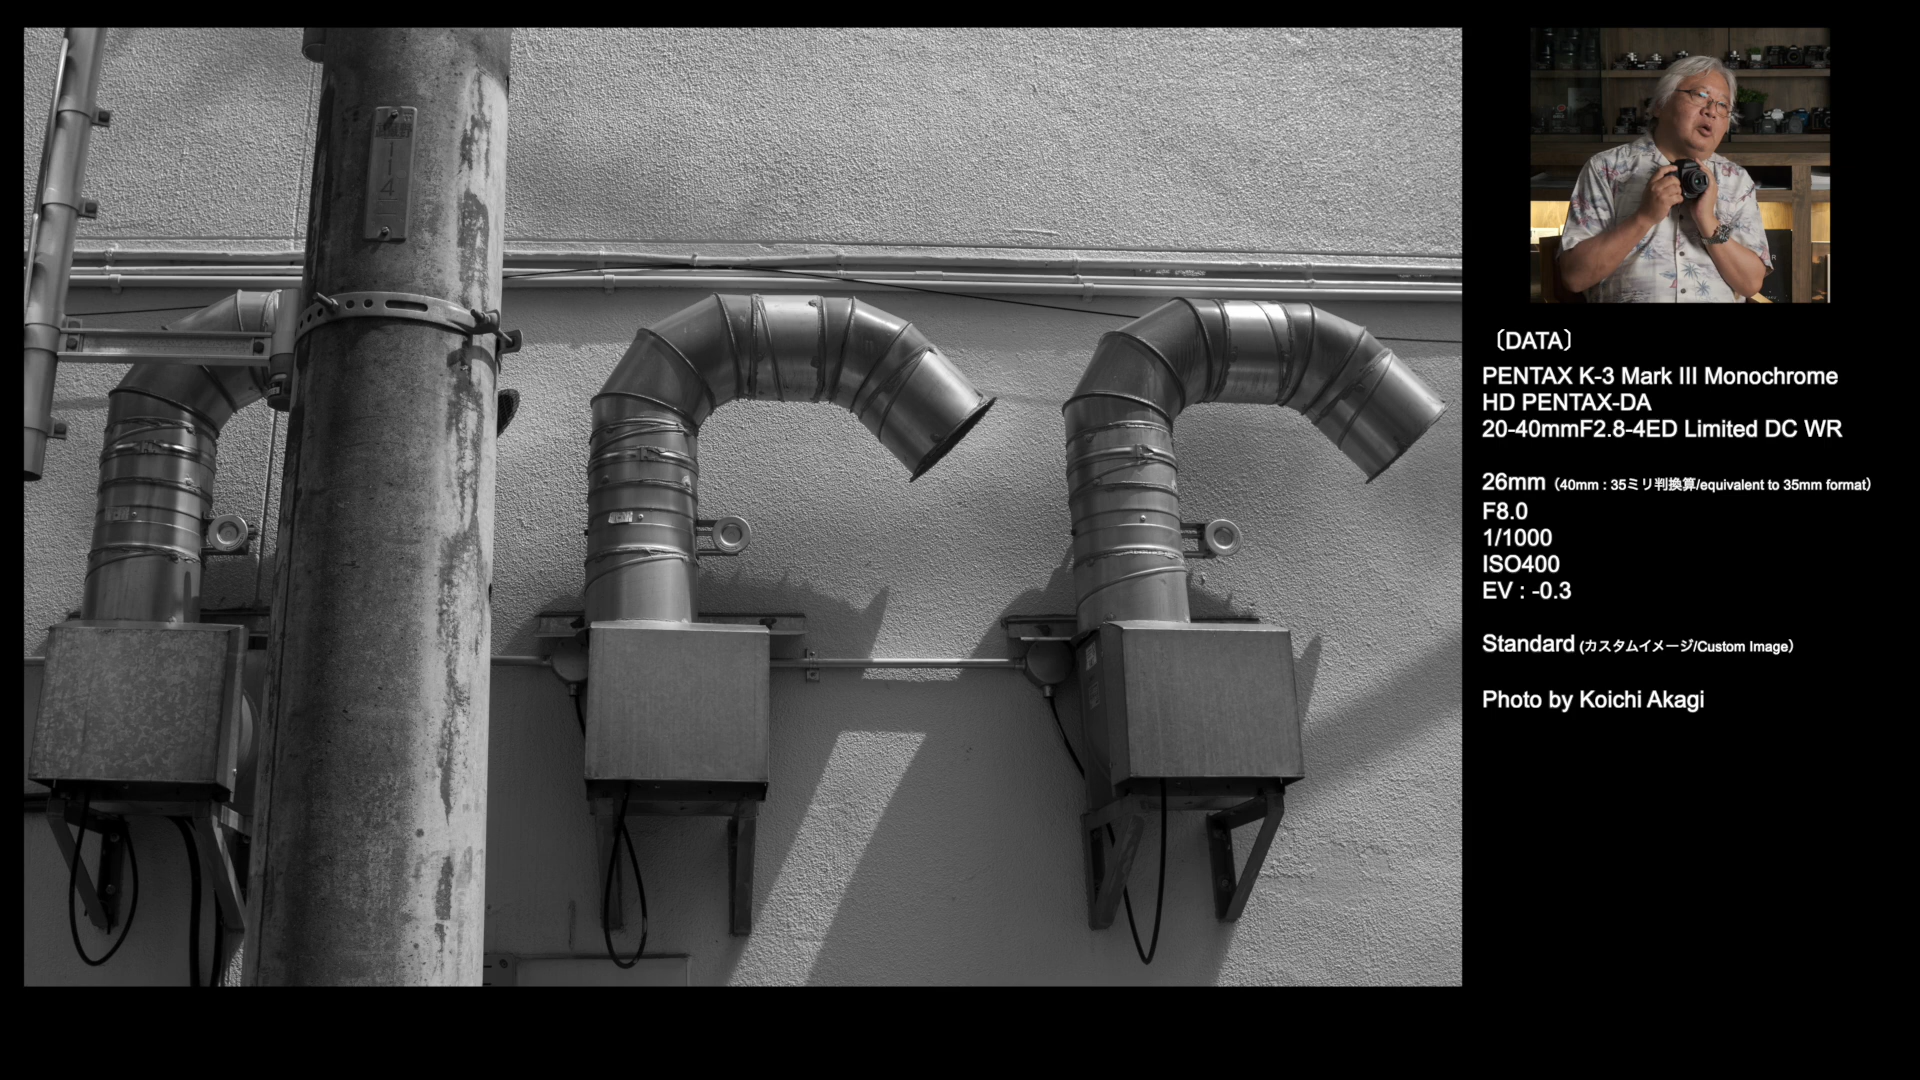 114
〔DATA〕
PENTAX K-3 Mark III Monochrome
HD PENTAX-DA
20-40mmF2.8-4ED Limited DC WR
26mm（40mm : 35ミリ判換算/equivalent to 35mm format）
F8.0
1/1000
ISO400
EV : -0.3
Standard (カスタムイメージ/Custom Image）
Photo by Koichi Akagi